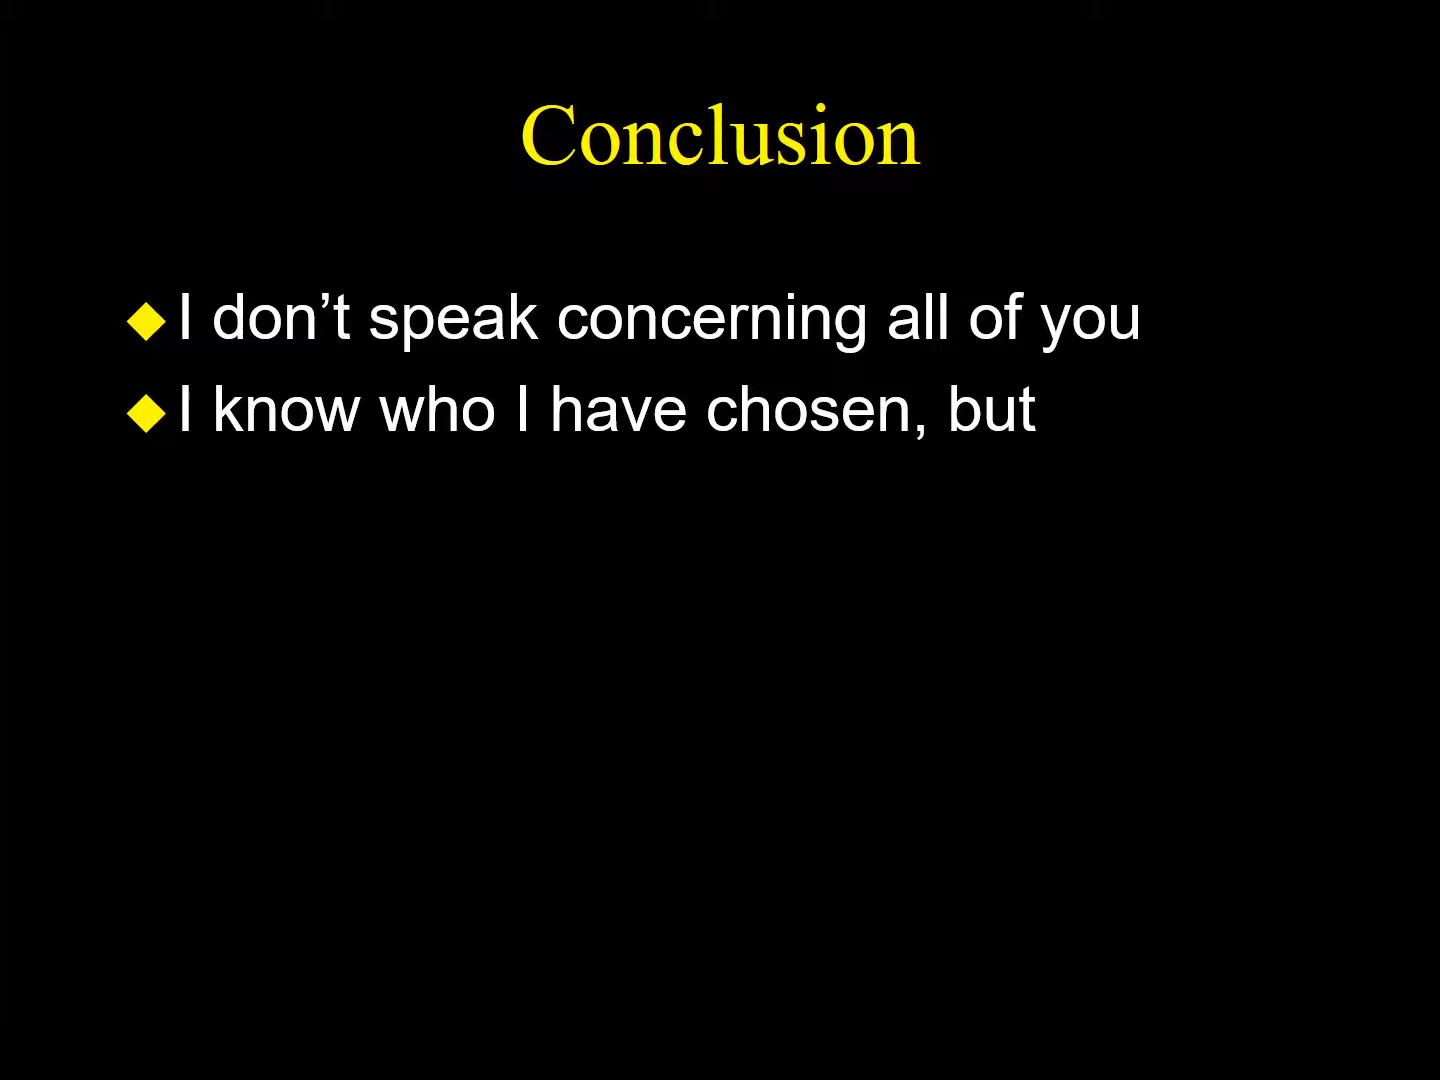 Conclusion
I don’t speak concerning all of you
I know who I have chosen, but